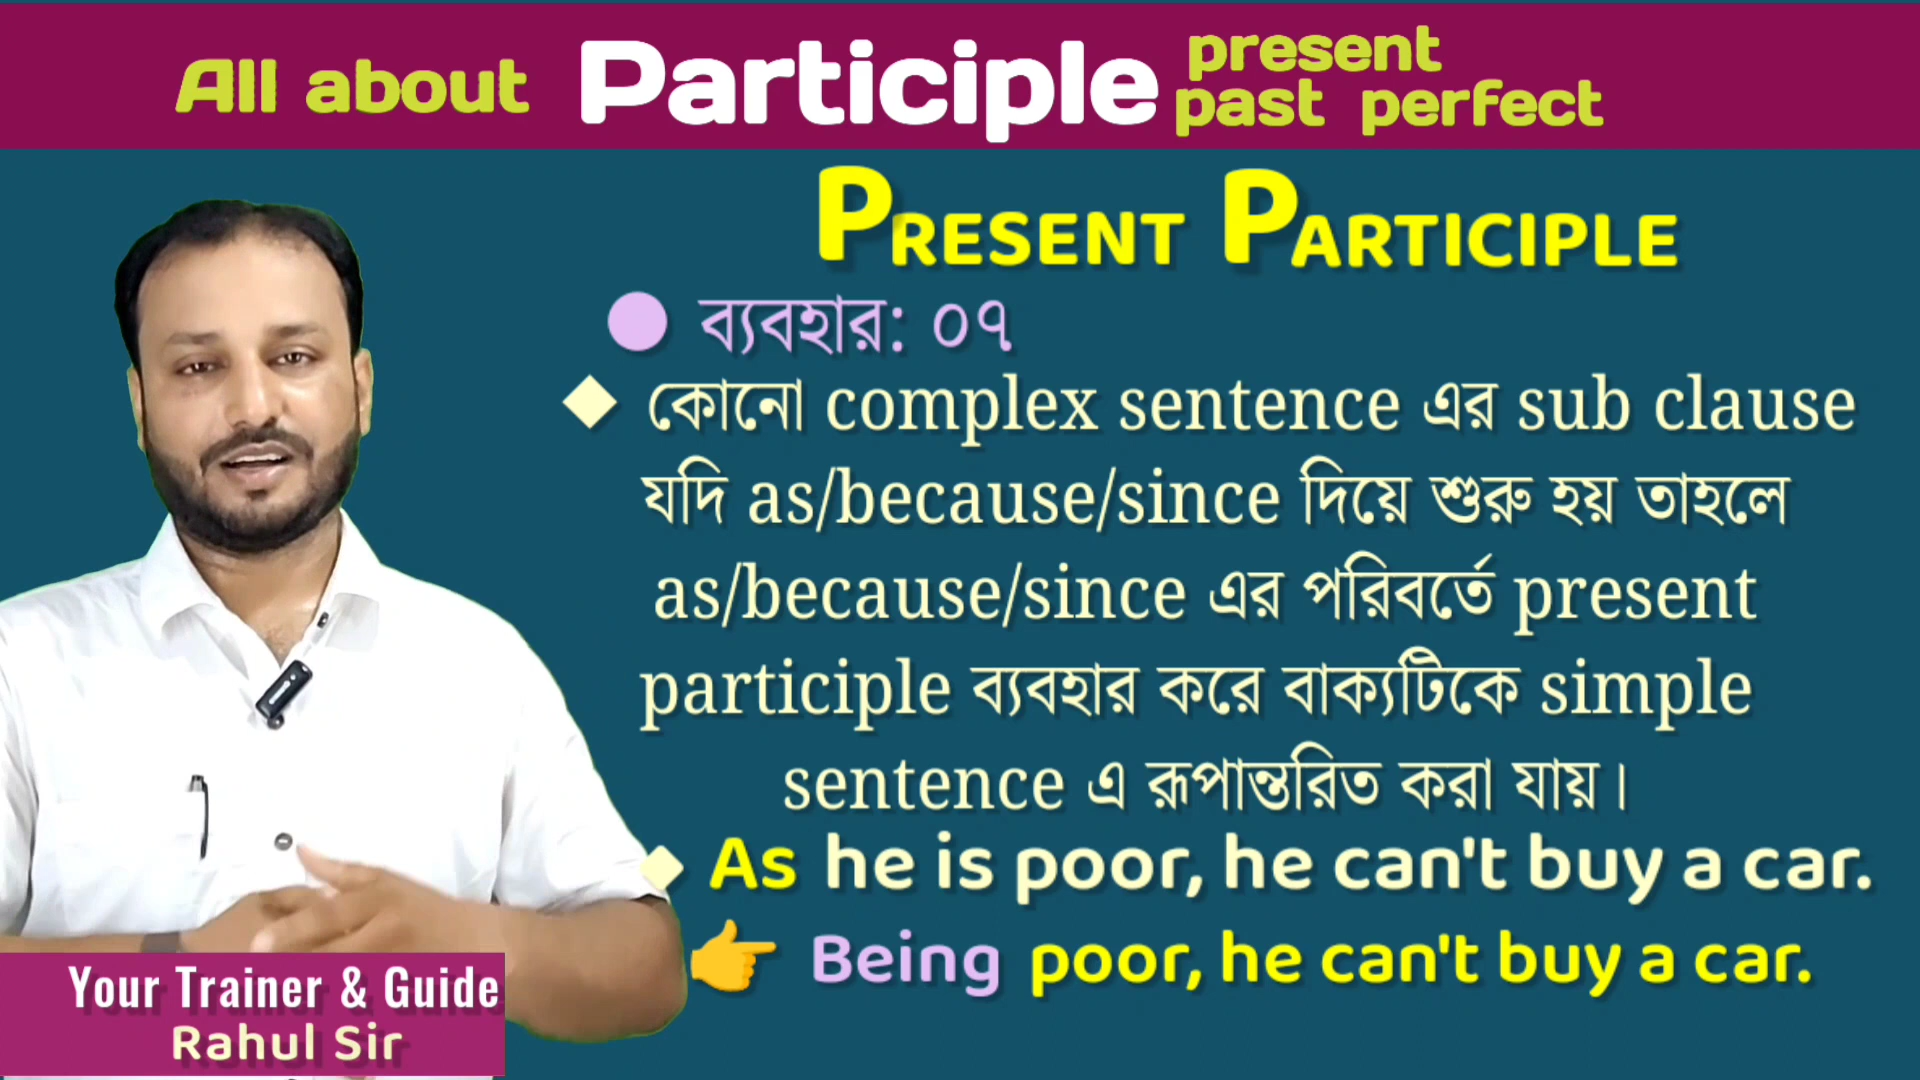 All about Participle present
past perfect
PRESENT PARTICIPLE
ব্যবহার: ০৭
কোনো complex sentence এর sub clause
যদি as/because/since দিয়ে শুরু হয় তাহলে
as/because/since এর পরিবর্তে present
participle ব্যবহার করে বাক্যটিকে simple
sentence এ রূপান্তরিত করা যায়।
As he is poor, he can't buy a car.
Being poor, he can't buy a car.
Your Trainer & Guide
Rahul Sir